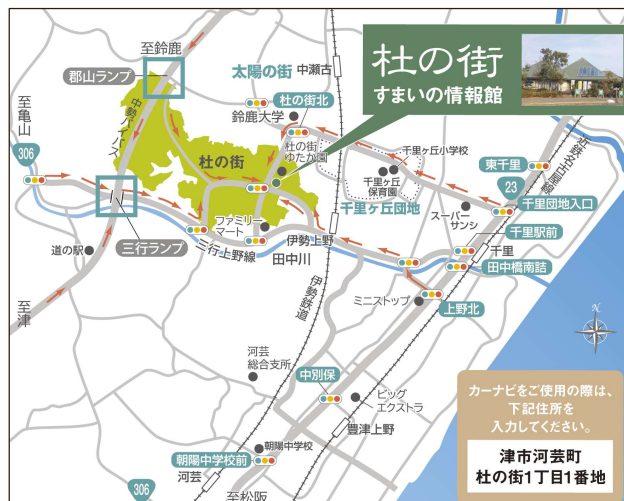 至鈴鹿
郡山ランプ
太陽の街
中瀬古
杜の街
すまいの情報館
至亀山
306
中勢バイパス
鈴鹿大学
杜の街北
杜の街
ゆたか園
杜の街
千里ヶ丘小学校
千里ヶ丘
保育園
千里ヶ丘団地
東千里
近鉄名古屋線
23
千里団地入口
スーパー
サンシ
千里駅前
千里
田中橋南詰
三行ランプ
道の駅
ファミリー
マート
三行上野線
伊勢上野
田中川
伊勢鉄道
ミニストップ
上野北
至津
河芸
総合支所
中別保
ビッグ
エクストラ
豊津上野
朝陽中学校
朝陽中学校前
河芸
306
至松阪
N
カーナビをご使用の際は、
下記住所を
入力してください。
津市河芸町
杜の街1丁目1番地